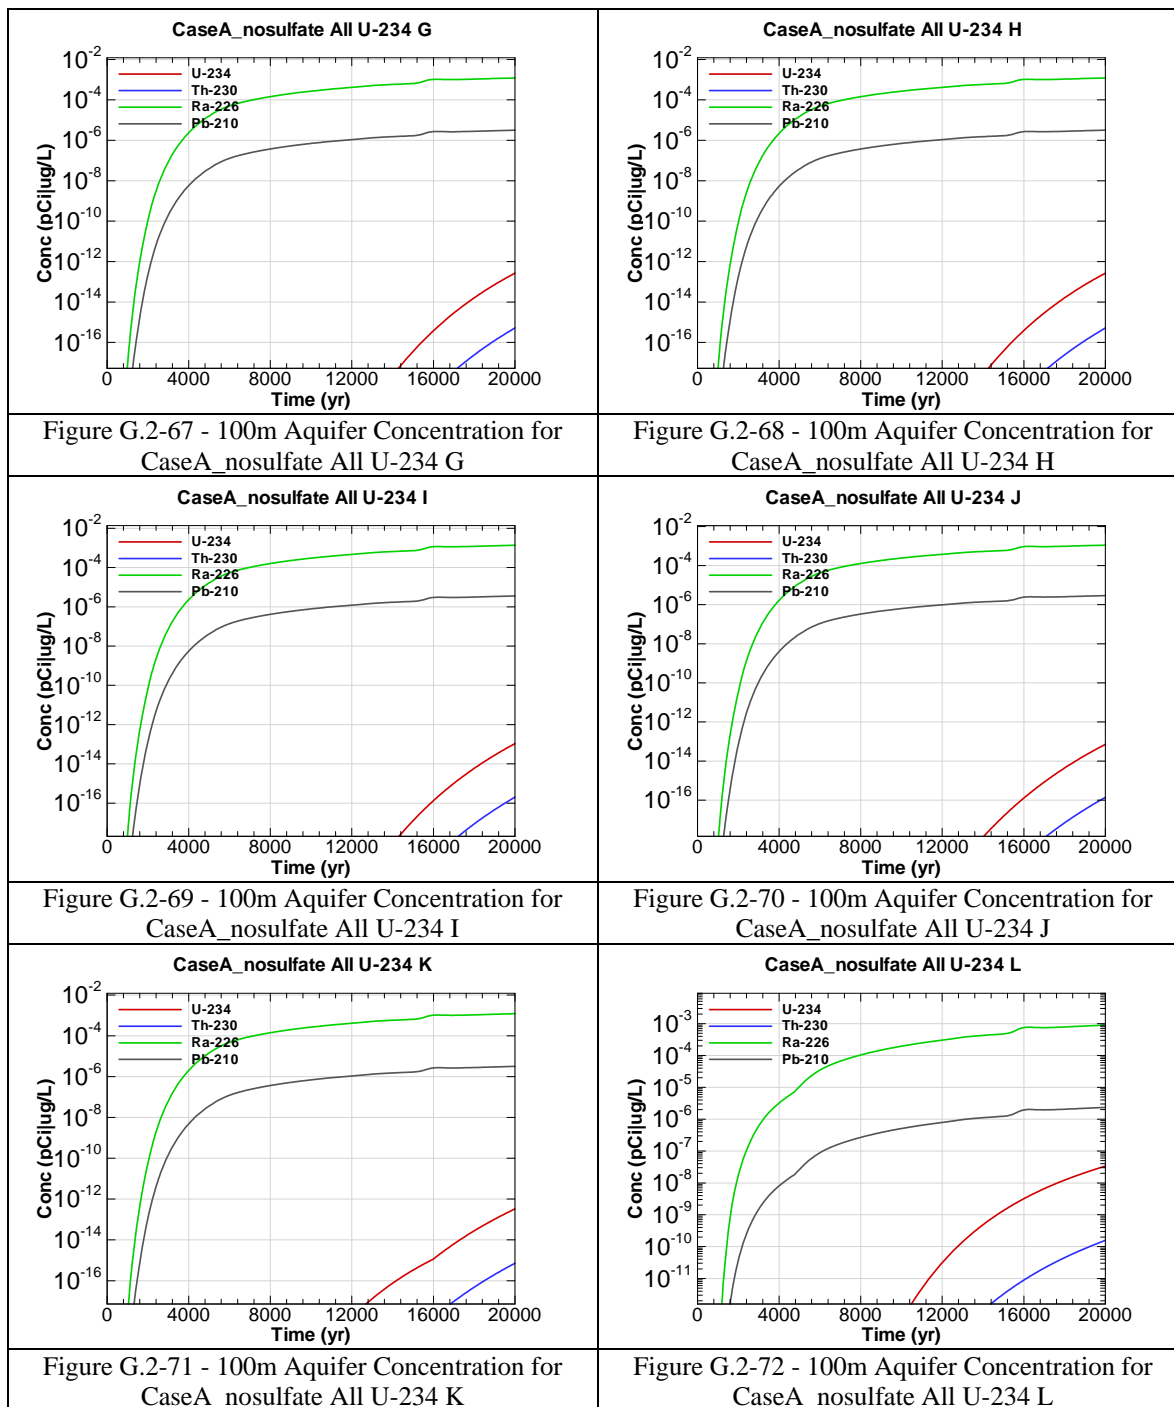 CaseA_nosulfate All U-234 G
U-234
Th-230
Ra-226
Pb-210
10-2
10-4
10-6
10-8
10-10
10-12
10-14
10-16
Conc (pCi|ug/L)
0 4000 8000 12000 16000 20000
Time (yr)
Figure G.2-67 - 100m Aquifer Concentration for
CaseA_nosulfate All U-234 G
CaseA_nosulfate All U-234 H
U-234
Th-230
Ra-226
Pb-210
10-2
10-4
10-6
10-8
10-10
10-12
10-14
10-16
Conc (pCi|ug/L)
0 4000 8000 12000 16000 20000
Time (yr)
Figure G.2-68 - 100m Aquifer Concentration for
CaseA_nosulfate All U-234 H
CaseA_nosulfate All U-234 I
U-234
Th-230
Ra-226
Pb-210
10-2
10-4
10-6
10-8
10-10
10-12
10-14
10-16
Conc (pCi|ug/L)
0 4000 8000 12000 16000 20000
Time (yr)
Figure G.2-69 - 100m Aquifer Concentration for
CaseA_nosulfate All U-234 I
CaseA_nosulfate All U-234 J
U-234
Th-230
Ra-226
Pb-210
10-2
10-4
10-6
10-8
10-10
10-12
10-14
10-16
Conc (pCi|ug/L)
0 4000 8000 12000 16000 20000
Time (yr)
Figure G.2-70 - 100m Aquifer Concentration for
CaseA_nosulfate All U-234 J
CaseA_nosulfate All U-234 K
U-234
Th-230
Ra-226
Pb-210
10-2
10-4
10-6
10-8
10-10
10-12
10-14
10-16
Conc (pCi|ug/L)
0 4000 8000 12000 16000 20000
Time (yr)
Figure G.2-71 - 100m Aquifer Concentration for
CaseA_nosulfate All U-234 K
CaseA_nosulfate All U-234 L
U-234
Th-230
Ra-226
Pb-210
10-3
10-4
10-5
10-6
10-7
10-8
10-9
10-10
10-11
Conc (pCi|ug/L)
0 4000 8000 12000 16000 20000
Time (yr)
Figure G.2-72 - 100m Aquifer Concentration for
CaseA_nosulfate All U-234 L